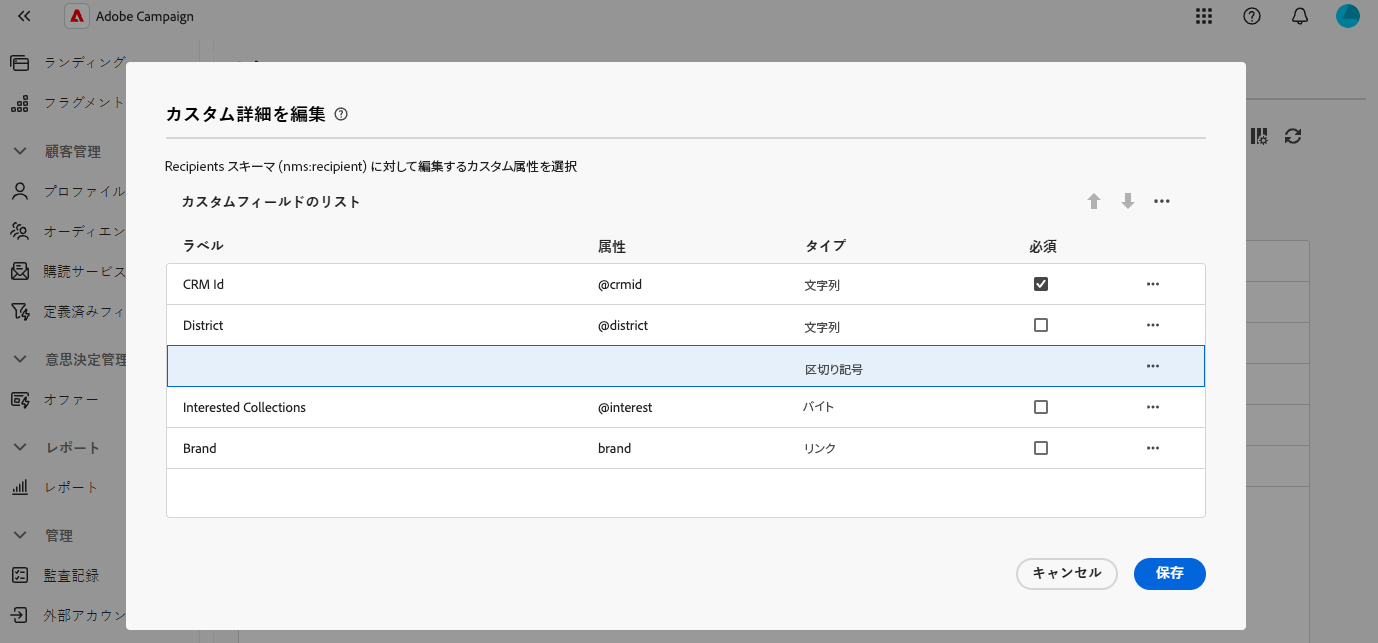 Adobe Campaign
ランディング
フラグメント
顧客管理
プロファイル
オーディエン
購読サービス
定義済みフィ
意思決定管理
オファー
レポート
レポート
管理
監査記録
外部アカウン
カスタム詳細を編集
Recipients スキーマ (nms:recipient) に対して編集するカスタム属性を選択
カスタムフィールドのリスト
ラベル 属性 タイプ 必須
CRM Id @crmid 文字列
District @district 文字列
区切り記号
Interested Collections @interest バイト
Brand brand リンク
キャンセル 保存